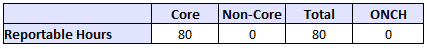 Core Non-Core Total ONCH
Reportable Hours 80 0 80 0